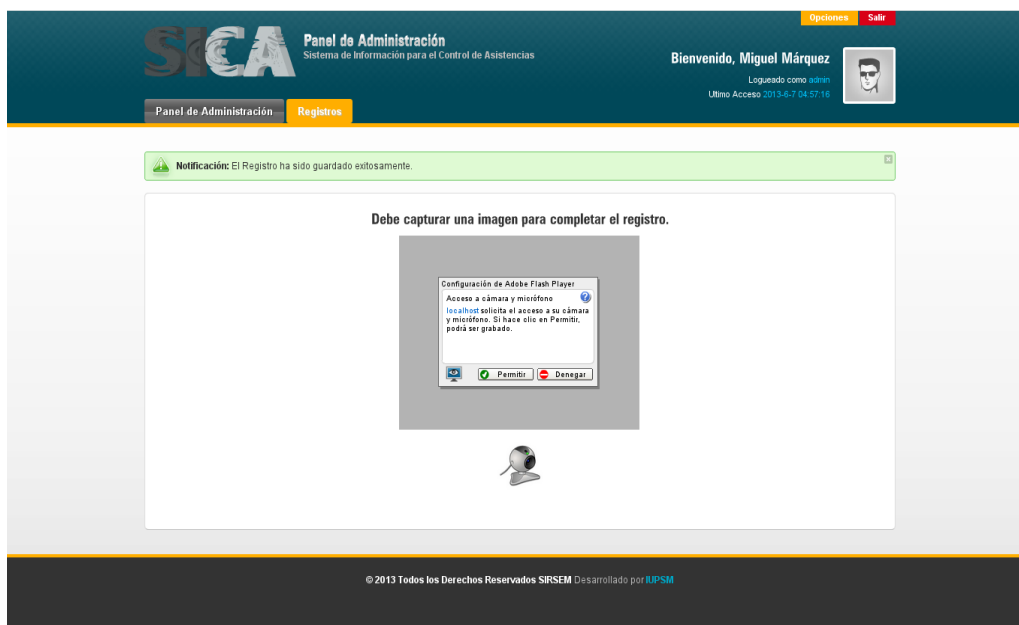 Opciones Salir
SICA
Panel de Administración
Sistema de Información para el Control de Asistencias
Bienvenido, Miguel Márquez
Logueado como admin
Ultimo Acceso 2013-6-7 04:57:16
Panel de Administración Registros
Notificación: El Registro ha sido guardado exitosamente.
Debe capturar una imagen para completar el registro.
Configuración de Adobe Flash Player
Acceso a cámara y micrófono
localhost solicita el acceso a su cámara
y micrófono. Si hace clic en Permitir,
podrá ser grabado.
Permitir Denegar
© 2013 Todos los Derechos Reservados SIRSEM Desarrollado por IUPSM